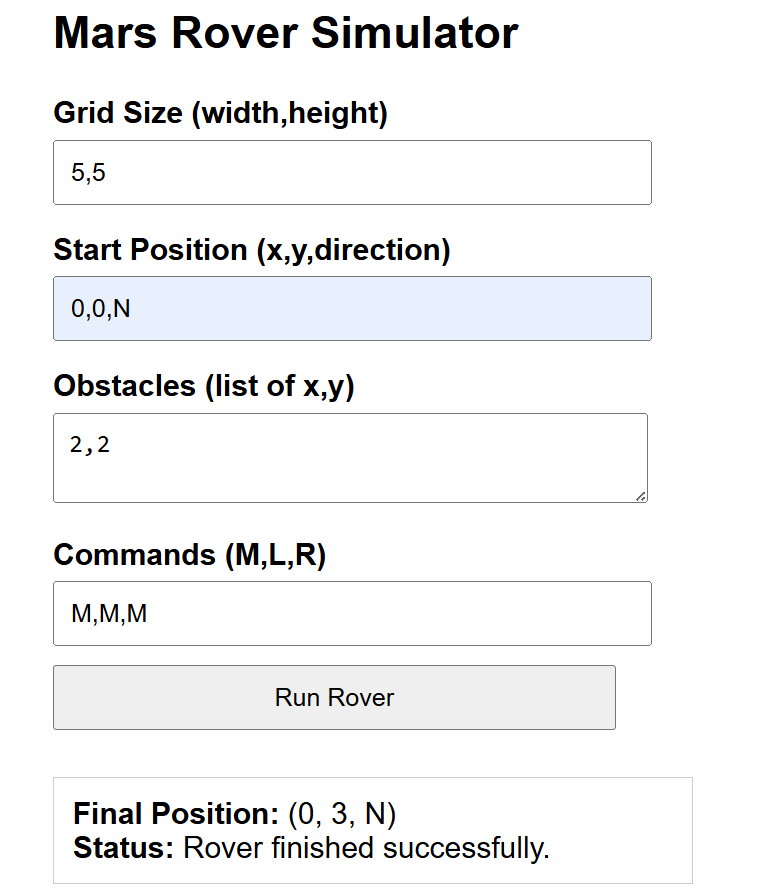 Mars Rover Simulator
Grid Size (width,height)
5,5
Start Position (x,y,direction)
0,0,N
Obstacles (list of x,y)
2,2
Commands (M,L,R)
M,M,M
Run Rover
Final Position: (0, 3, N)
Status: Rover finished successfully.